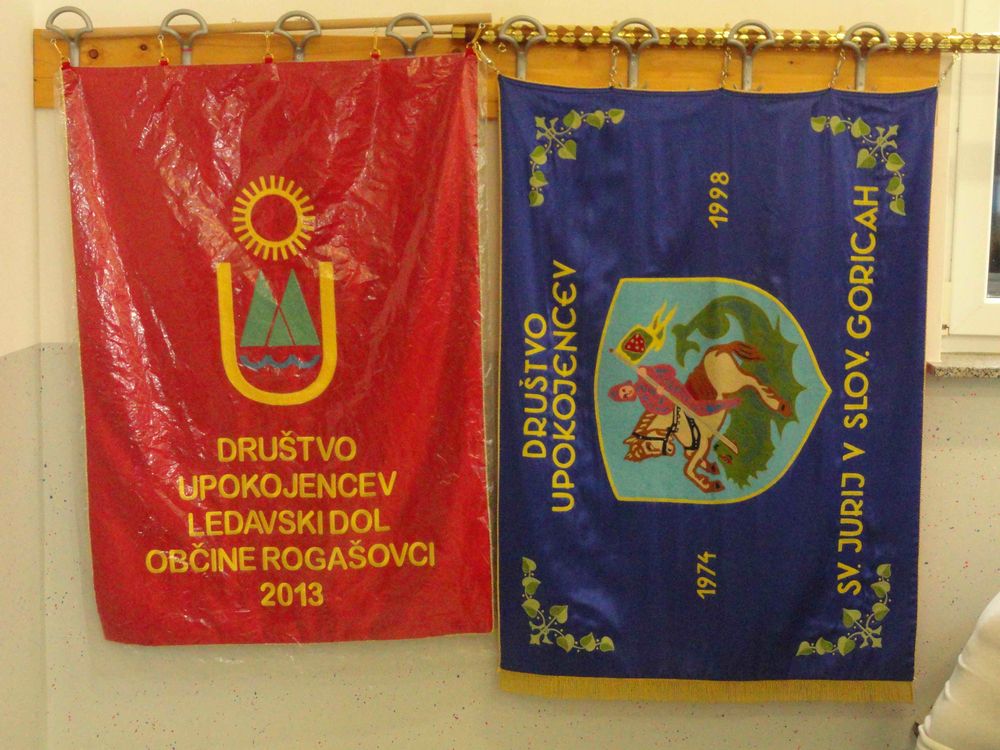 DRUŠTVO
UPOKOJENCEV
LEDAVSKI DOL
OBČINE ROGAŠOVCI
2013
DRUŠTVO
UPOKOJENCEV
1974
1998
SV. JURIJ V SLOV. GORICAH